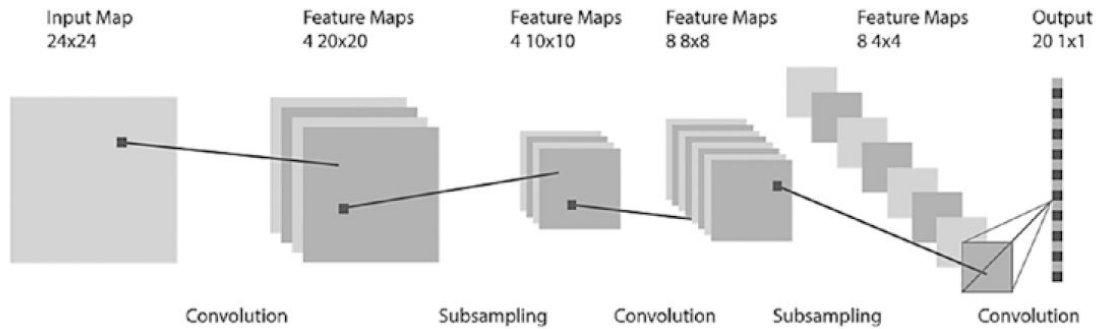 Input Map
24x24
Feature Maps
4 20x20
Feature Maps
4 10x10
Feature Maps
8 8x8
Feature Maps
8 4x4
Output
20 1x1
Convolution
Subsampling
Convolution
Subsampling
Convolution